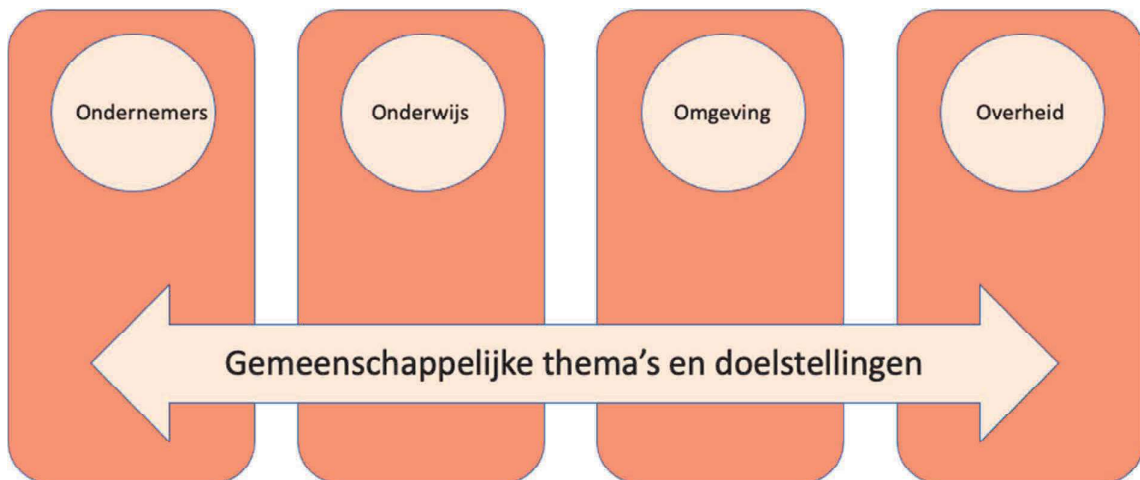 Ondernemers
Onderwijs
Omgeving
Overheid
Gemeenschappelijke thema's en doelstellingen